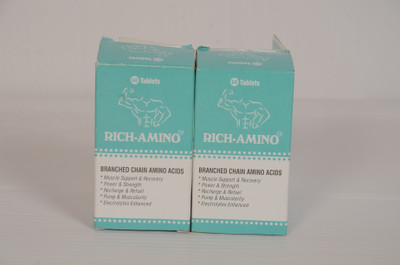 60 Tablets
RICH-AMINO®
BRANCHED CHAIN AMINO ACIDS
* Muscle Support & Recovery
* Power & Strength
* Recharge & Refuel
* Pump & Muscularity
* Electrolytes Enhanced
60 Tablets
RICH-AMINO®
BRANCHED CHAIN AMINO ACIDS
* Muscle Support & Recovery
* Power & Strength
* Recharge & Refuel
* Pump & Muscularity
* Electrolytes Enhanced